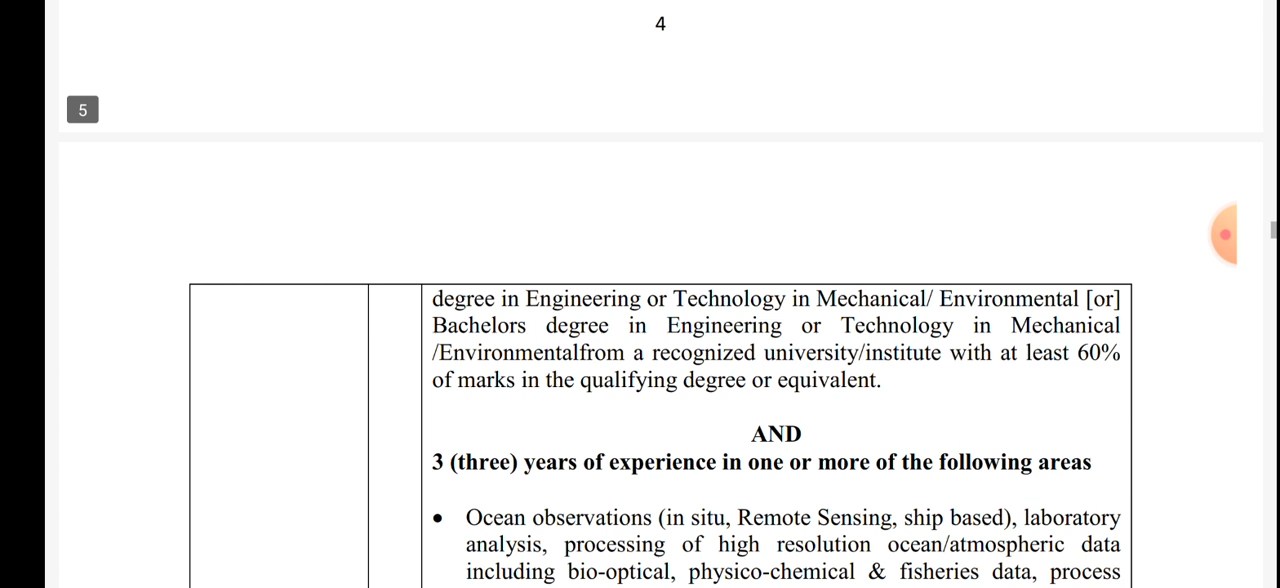 4
5
degree in Engineering or Technology in Mechanical/ Environmental [or]
Bachelors degree in Engineering or Technology in Mechanical
/Environmentalfrom a recognized university/institute with at least 60%
of marks in the qualifying degree or equivalent.
AND
3 (three) years of experience in one or more of the following areas
• Ocean observations (in situ, Remote Sensing, ship based), laboratory
analysis, processing of high resolution ocean/atmospheric data
including bio-optical, physico-chemical & fisheries data, process